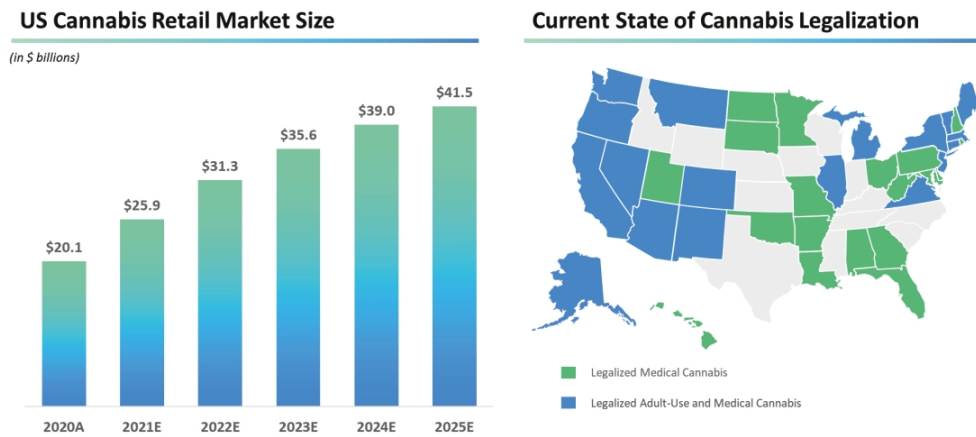 US Cannabis Retail Market Size
(in $ billions)
$20.1
$25.9
$31.3
$35.6
$39.0
$41.5
2020A
2021E
2022E
2023E
2024E
2025E
Current State of Cannabis Legalization
Legalized Medical Cannabis
Legalized Adult-Use and Medical Cannabis